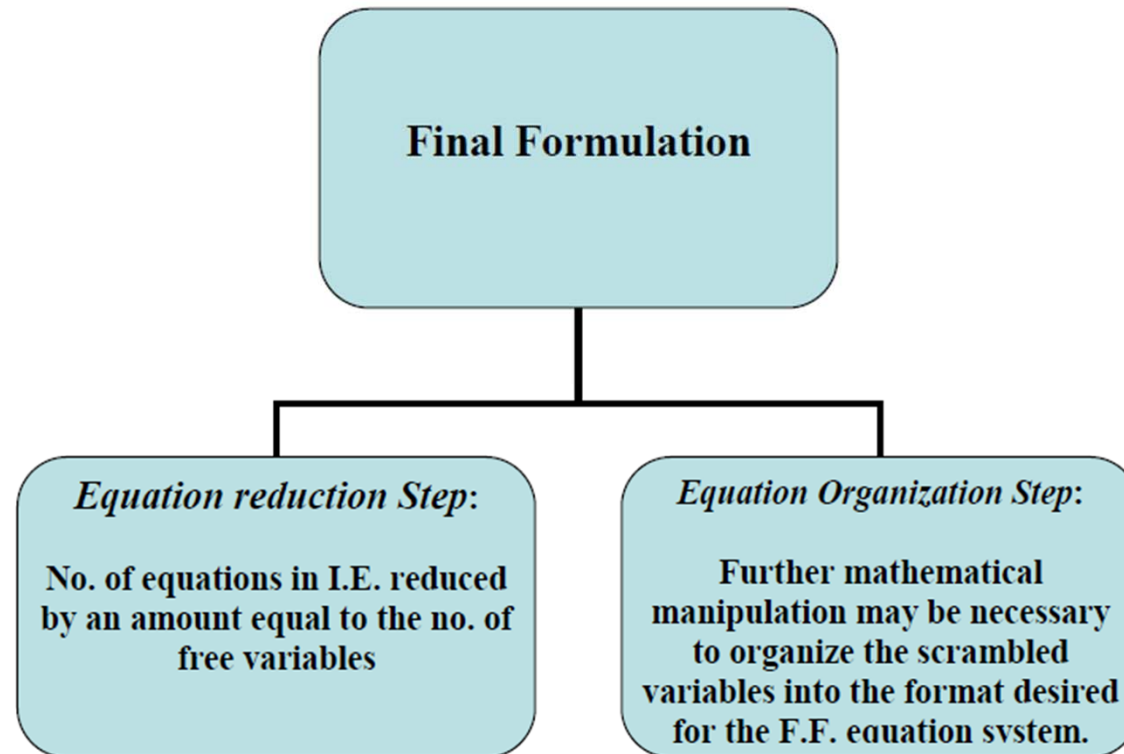 Final Formulation
Equation reduction Step:
No. of equations in I.E. reduced
by an amount equal to the no. of
free variables
Equation Organization Step:
Further mathematical
manipulation may be necessary
to organize the scrambled
variables into the format desired
for the F.F. equation system.